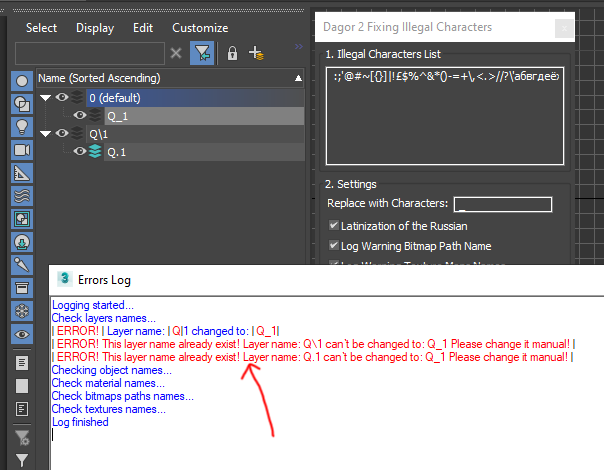 Select Display Edit Customize
Dagor 2 Fixing Illegal Characters
1. Illegal Characters List
Name (Sorted Ascending)
0 (default)
Q_1
Q\1
Q.1
2. Settings
Replace with Characters: _
Latinization of the Russian
Log Warning Bitmap Path Name
Errors Log
Logging started...
Check layers names...
| ERROR! | Layer name: | Q|1 changed to: | Q_1|
| ERROR! This layer name already exist! Layer name: Q\1 can't be changed to: Q_1 Please change it manual! |
| ERROR! This layer name already exist! Layer name: Q.1 can't be changed to: Q_1 Please change it manual! |
Checking object names...
Check material names...
Check bitmaps paths names...
Check textures names...
Log finished